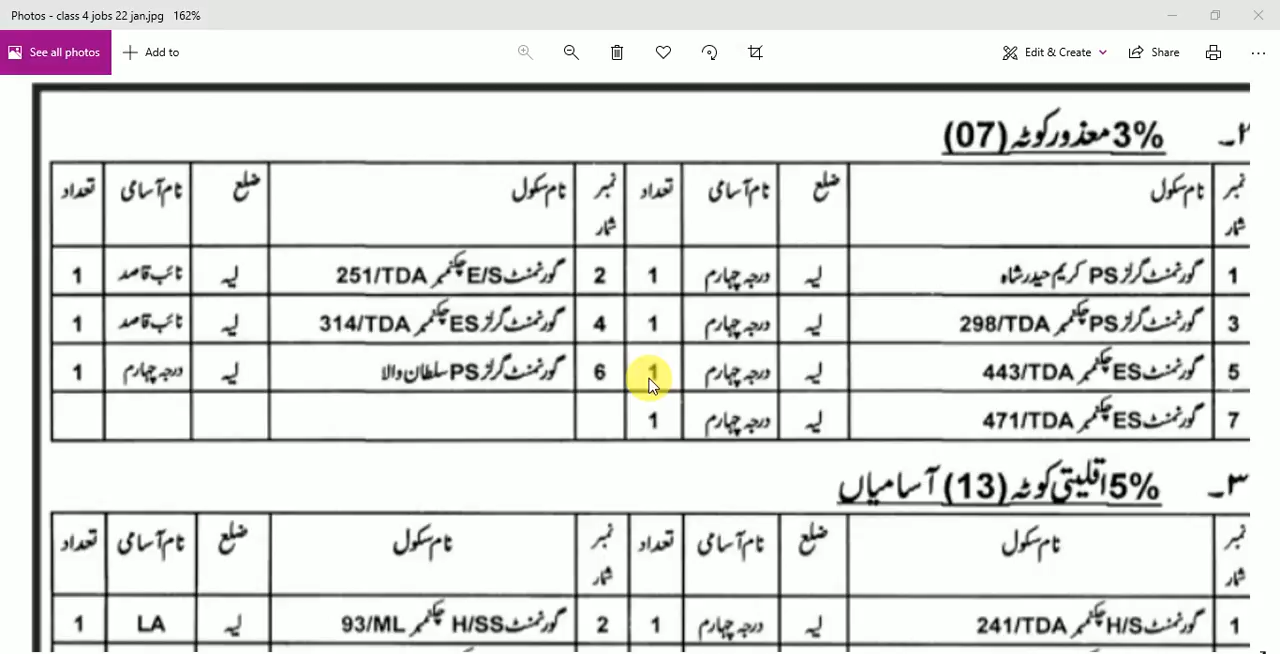 Photos - class 4 jobs 22 jan.jpg 162%
See all photos
Add to
Edit & Create
Share
۲۔ 3% معذور کوٹہ (07)
نمبر شمار نام سکول ضلع نام آسامی تعداد نمبر شمار نام سکول ضلع نام آسامی تعداد
1 گورنمنٹ گرلز PS کریم حیدر شاہ لیہ درجہ چہارم 1 2 گورنمنٹ E/S چکنمبر 251/TDA لیہ نائب قاصد 1
3 گورنمنٹ گرلز PS چکنمبر 298/TDA لیہ درجہ چہارم 1 4 گورنمنٹ گرلز ES چکنمبر 314/TDA لیہ نائب قاصد 1
5 گورنمنٹ ES چکنمبر 443/TDA لیہ درجہ چہارم 1 6 گورنمنٹ گرلز PS سلطان والا لیہ درجہ چہارم 1
7 گورنمنٹ ES چکنمبر 471/TDA لیہ درجہ چہارم 1
۳۔ 5% اقلیتی کوٹہ (13) آسامیاں
نمبر شمار نام سکول ضلع نام آسامی تعداد نمبر شمار نام سکول ضلع نام آسامی تعداد
1 گورنمنٹ H/S چکنمبر 241/TDA لیہ درجہ چہارم 1 2 گورنمنٹ H/SS چکنمبر 93/ML لیہ LA 1